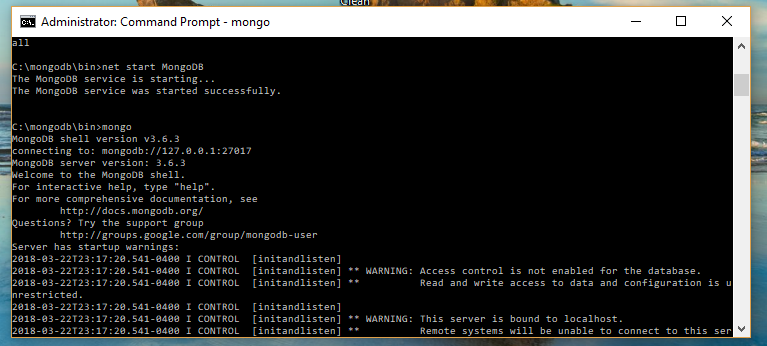 Clean
Administrator: Command Prompt - mongo
all
C:\mongodb\bin>net start MongoDB
The MongoDB service is starting...
The MongoDB service was started successfully.
C:\mongodb\bin>mongo
MongoDB shell version v3.6.3
connecting to: mongodb://127.0.0.1:27017
MongoDB server version: 3.6.3
Welcome to the MongoDB shell.
For interactive help, type "help".
For more comprehensive documentation, see
        http://docs.mongodb.org/
Questions? Try the support group
        http://groups.google.com/group/mongodb-user
Server has startup warnings:
2018-03-22T23:17:20.541-0400 I CONTROL  [initandlisten]
2018-03-22T23:17:20.541-0400 I CONTROL  [initandlisten] ** WARNING: Access control is not enabled for the database.
2018-03-22T23:17:20.541-0400 I CONTROL  [initandlisten] **          Read and write access to data and configuration is u
nrestricted.
2018-03-22T23:17:20.541-0400 I CONTROL  [initandlisten]
2018-03-22T23:17:20.541-0400 I CONTROL  [initandlisten] ** WARNING: This server is bound to localhost.
2018-03-22T23:17:20.541-0400 I CONTROL  [initandlisten] **          Remote systems will be unable to connect to this ser